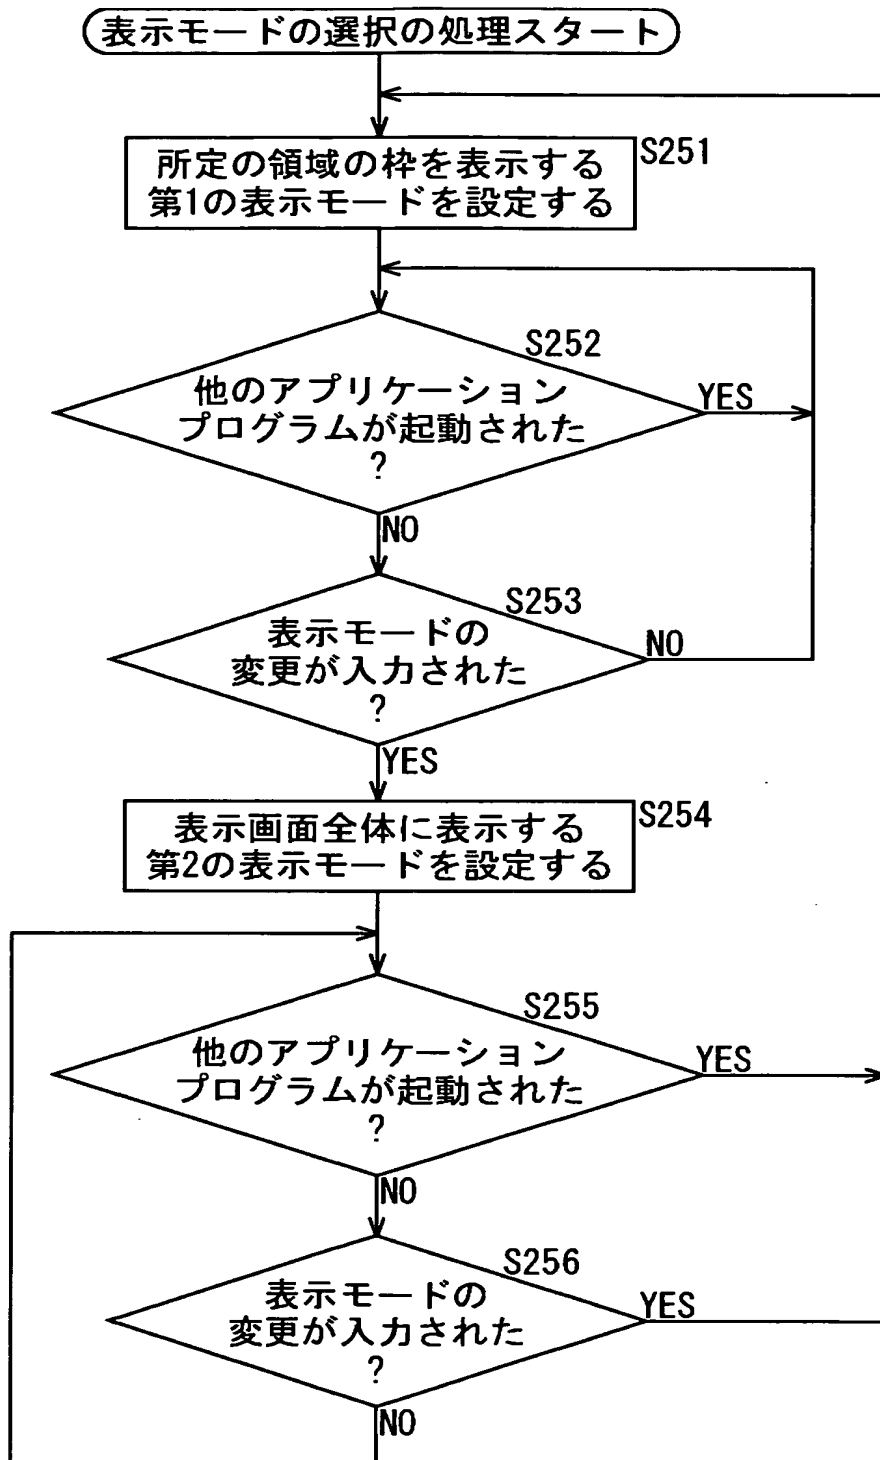 表示モードの選択の処理スタート
所定の領域の枠を表示する
第1の表示モードを設定する
S251
S252
他のアプリケーション
プログラムが起動された
?
YES
NO
S253
表示モードの
変更が入力された
?
NO
YES
表示画面全体に表示する
第2の表示モードを設定する
S254
S255
他のアプリケーション
プログラムが起動された
?
YES
NO
S256
表示モードの
変更が入力された
?
YES
NO